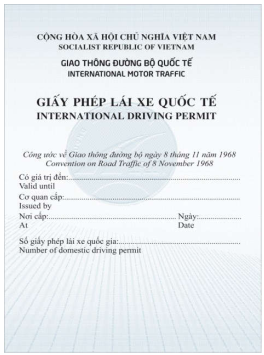 CỘNG HÒA XÃ HỘI CHỦ NGHĨA VIỆT NAM
SOCIALIST REPUBLIC OF VIETNAM
GIAO THÔNG ĐƯỜNG BỘ QUỐC TẾ
INTERNATIONAL MOTOR TRAFFIC
GIẤY PHÉP LÁI XE QUỐC TẾ
INTERNATIONAL DRIVING PERMIT
Công ước về Giao thông đường bộ ngày 8 tháng 11 năm 1968
Convention on Road Traffic of 8 November 1968
Có giá trị đến:
Valid until
Cơ quan cấp:
Issued by
Nơi cấp: Ngày:
At Date
Số giấy phép lái xe quốc gia:
Number of domestic driving permit